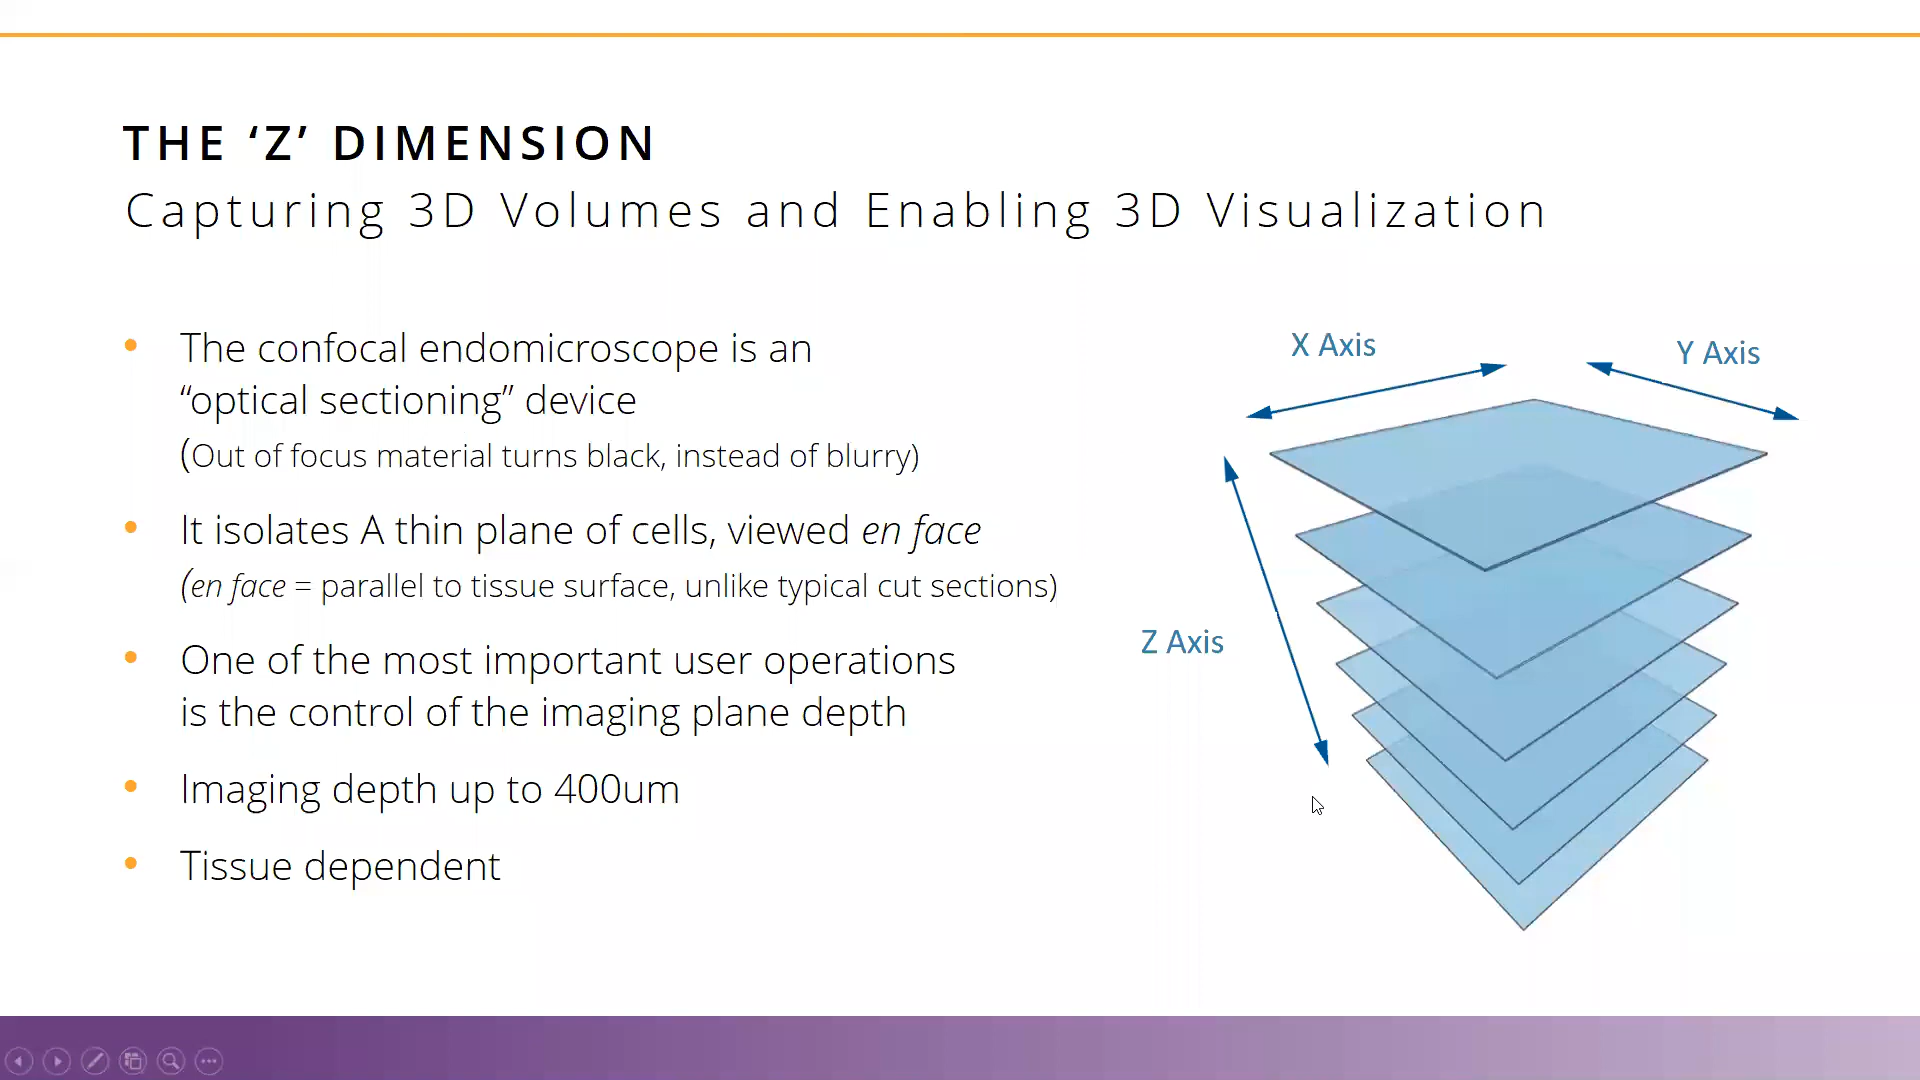 THE ‘Z’ DIMENSION
Capturing 3D Volumes and Enabling 3D Visualization
• The confocal endomicroscope is an
“optical sectioning” device
(Out of focus material turns black, instead of blurry)
• It isolates A thin plane of cells, viewed en face
(en face = parallel to tissue surface, unlike typical cut sections)
• One of the most important user operations
is the control of the imaging plane depth
• Imaging depth up to 400um
• Tissue dependent
X Axis
Y Axis
Z Axis